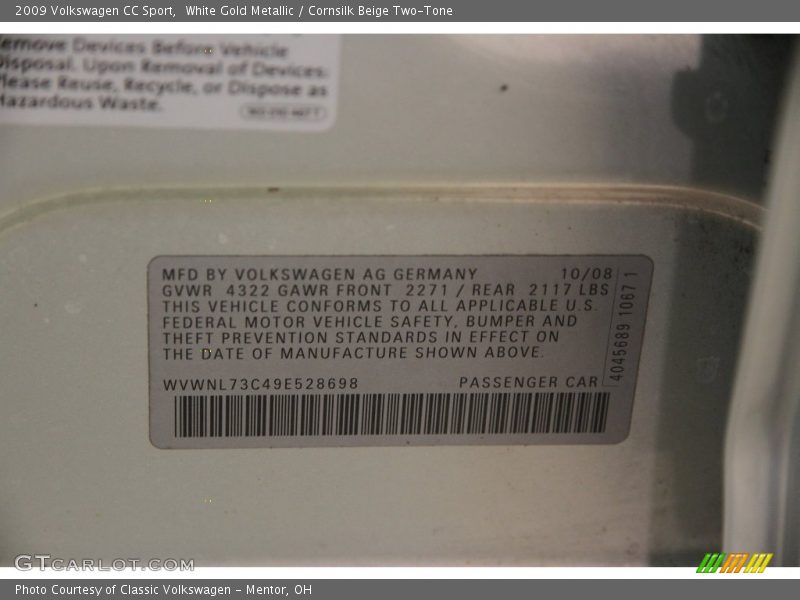 2009 Volkswagen CC Sport, White Gold Metallic / Cornsilk Beige Two-Tone
emove Devices Before Vehicle
Disposal. Upon Removal of Devices.
lease Reuse, Recycle, or Dispose as
Hazardous Waste.
MFD BY VOLKSWAGEN AG GERMANY 10/08
GVWR 4322 GAWR FRONT 2271 / REAR 2117 LBS
THIS VEHICLE CONFORMS TO ALL APPLICABLE U.S.
FEDERAL MOTOR VEHICLE SAFETY, BUMPER AND
THEFT PREVENTION STANDARDS IN EFFECT ON
THE DATE OF MANUFACTURE SHOWN ABOVE.
WVWNL73C49E528698 PASSENGER CAR
4045689 1067 1
GTCARLOT.COM
Photo Courtesy of Classic Volkswagen - Mentor, OH